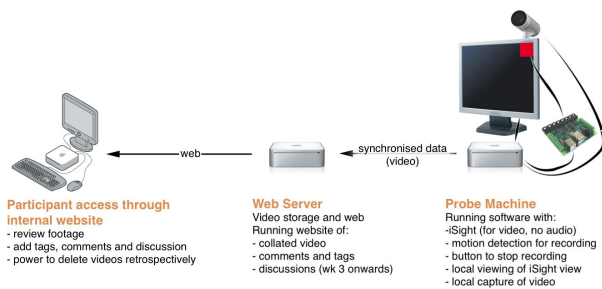 web
synchronised data
(video)
Participant access through
internal website
- review footage
- add tags, comments and discussion
- power to delete videos retrospectively
Web Server
Video storage and web
Running website of:
- collated video
- comments and tags
- discussions (wk 3 onwards)
Probe Machine
Running software with:
-iSight (for video, no audio)
- motion detection for recording
- button to stop recording
- local viewing of iSight view
- local capture of video